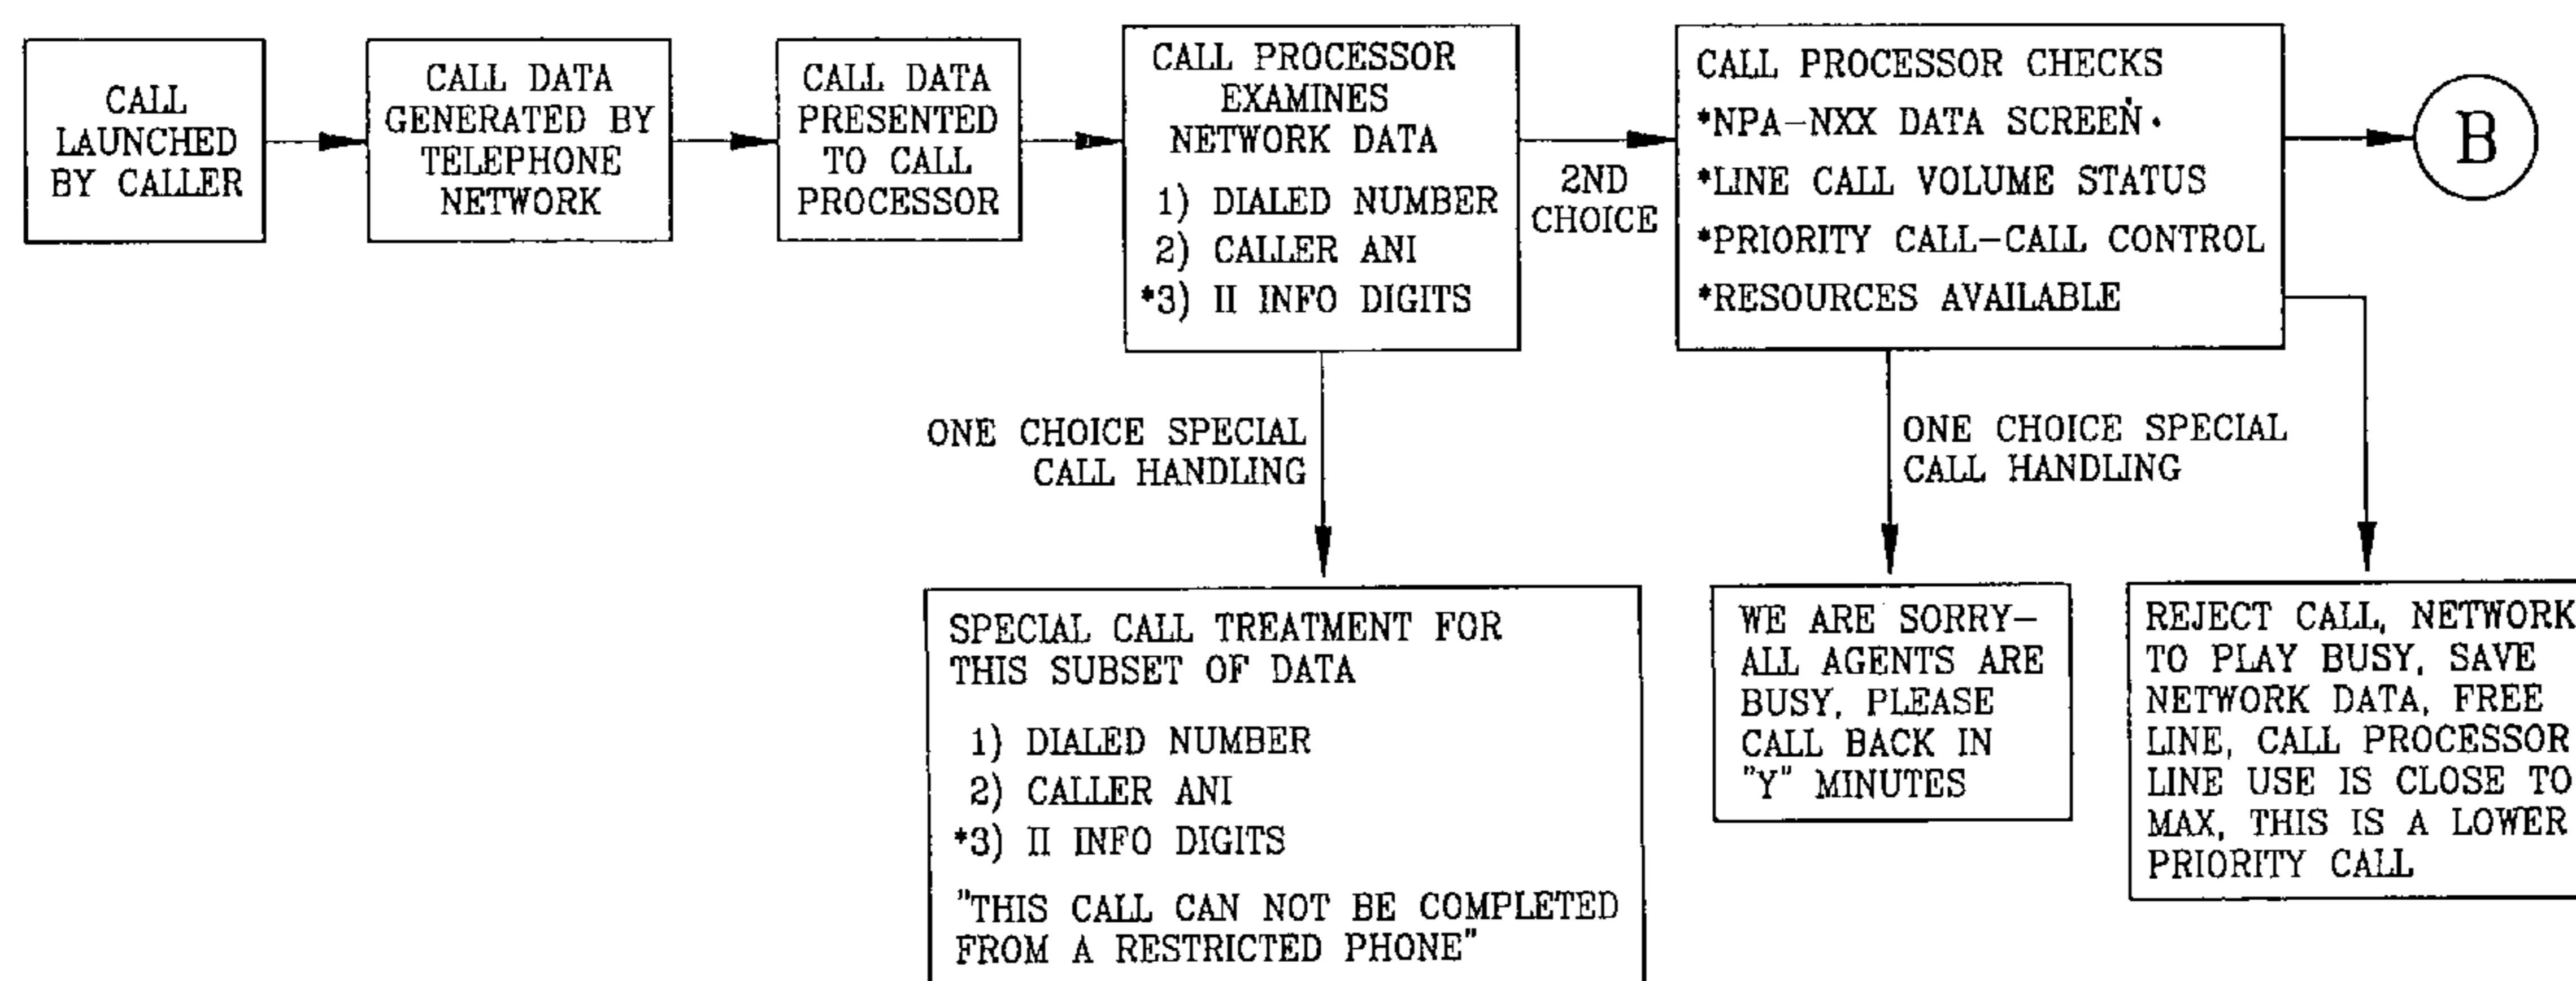 CALL
LAUNCHED
BY CALLER
CALL DATA
GENERATED BY
TELEPHONE
NETWORK
CALL DATA
PRESENTED
TO CALL
PROCESSOR
CALL PROCESSOR
EXAMINES
NETWORK DATA
1) DIALED NUMBER
2) CALLER ANI
*3) II INFO DIGITS
2ND
CHOICE
CALL PROCESSOR CHECKS
*NPA-NXX DATA SCREEN.
*LINE CALL VOLUME STATUS
*PRIORITY CALL-CALL CONTROL
*RESOURCES AVAILABLE
B
ONE CHOICE SPECIAL
CALL HANDLING
ONE CHOICE SPECIAL
CALL HANDLING
SPECIAL CALL TREATMENT FOR
THIS SUBSET OF DATA
1) DIALED NUMBER
2) CALLER ANI
*3) II INFO DIGITS
"THIS CALL CAN NOT BE COMPLETED
FROM A RESTRICTED PHONE"
WE ARE SORRY-
ALL AGENTS ARE
BUSY, PLEASE
CALL BACK IN
"Y" MINUTES
REJECT CALL, NETWORK
TO PLAY BUSY, SAVE
NETWORK DATA, FREE
LINE, CALL PROCESSOR
LINE USE IS CLOSE TO
MAX, THIS IS A LOWER
PRIORITY CALL